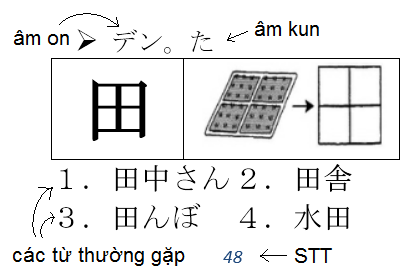 âm on ➤ デン。た âm kun
田
1．田中さん 2．田舎
3．田んぼ 4．水田
các từ thường gặp 48 STT